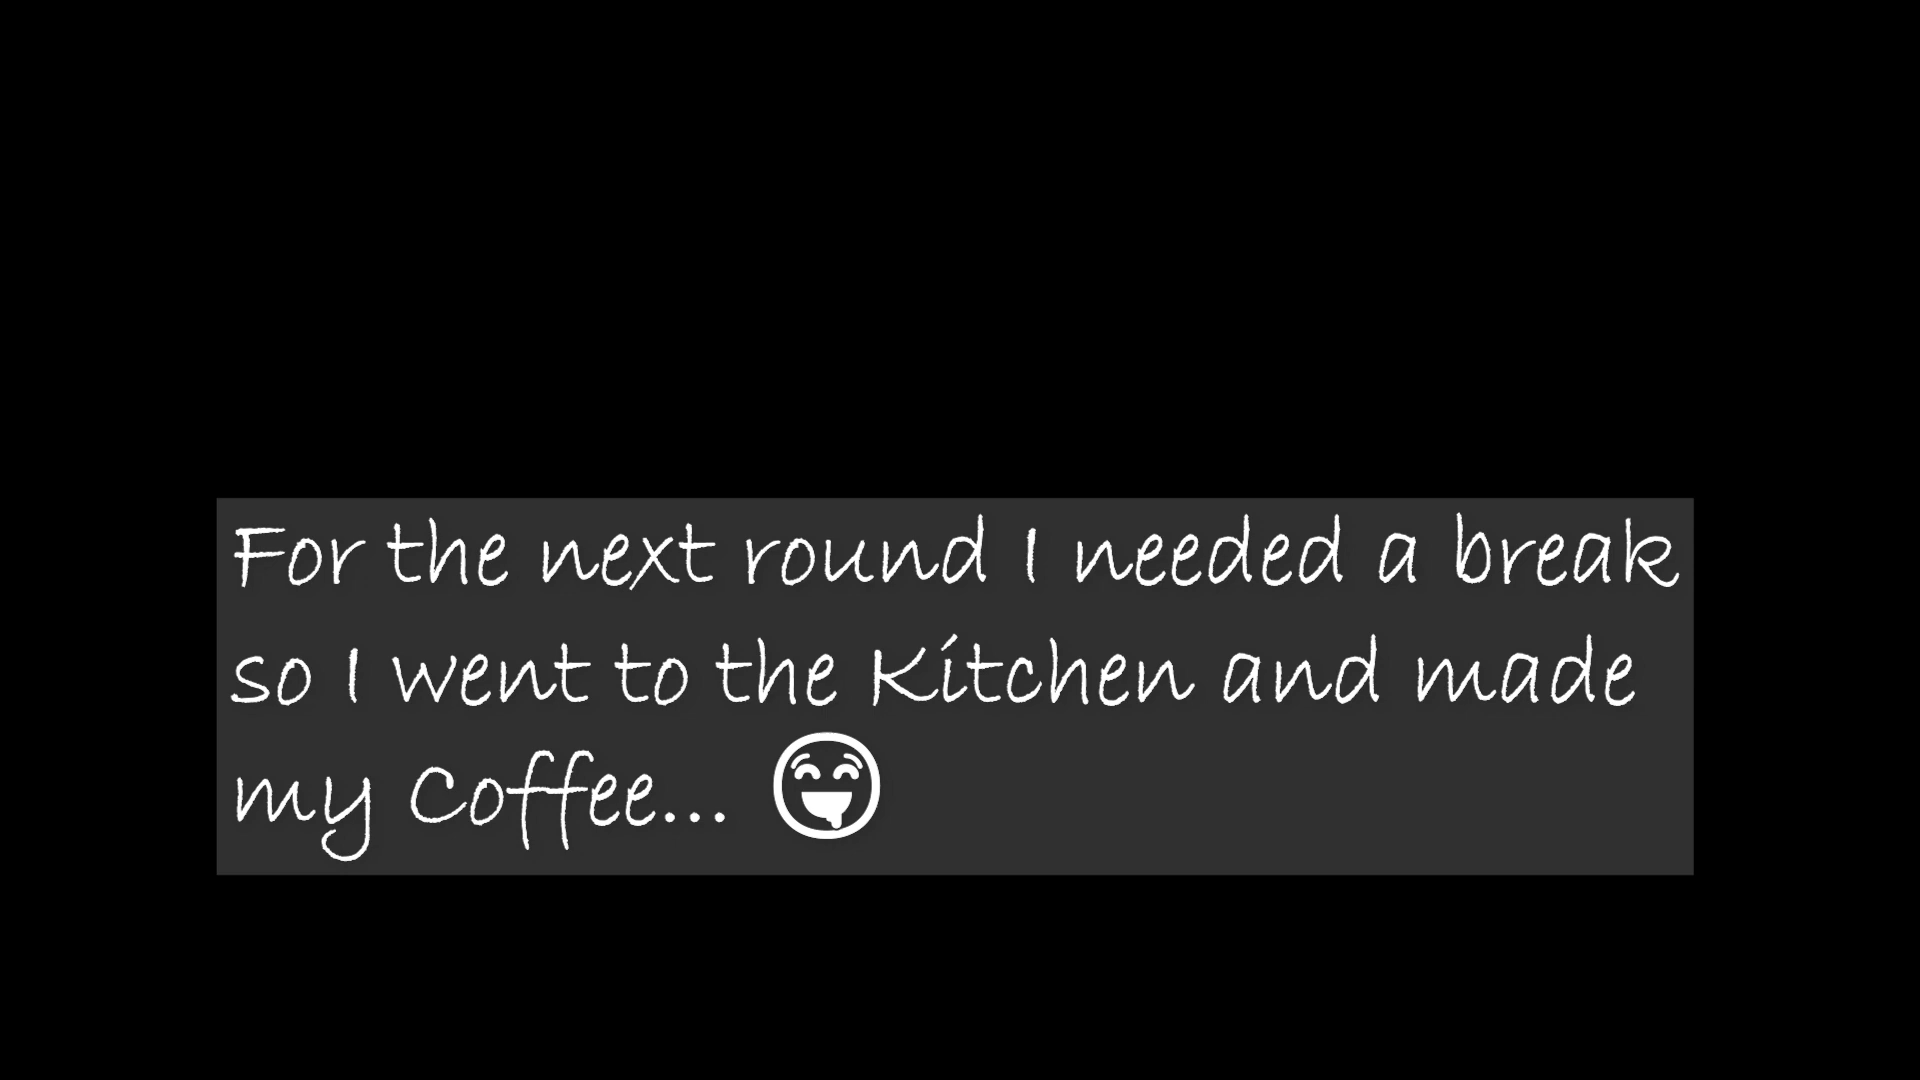 For the next round I needed a break
so I went to the Kitchen and made
my Coffee... 🤤